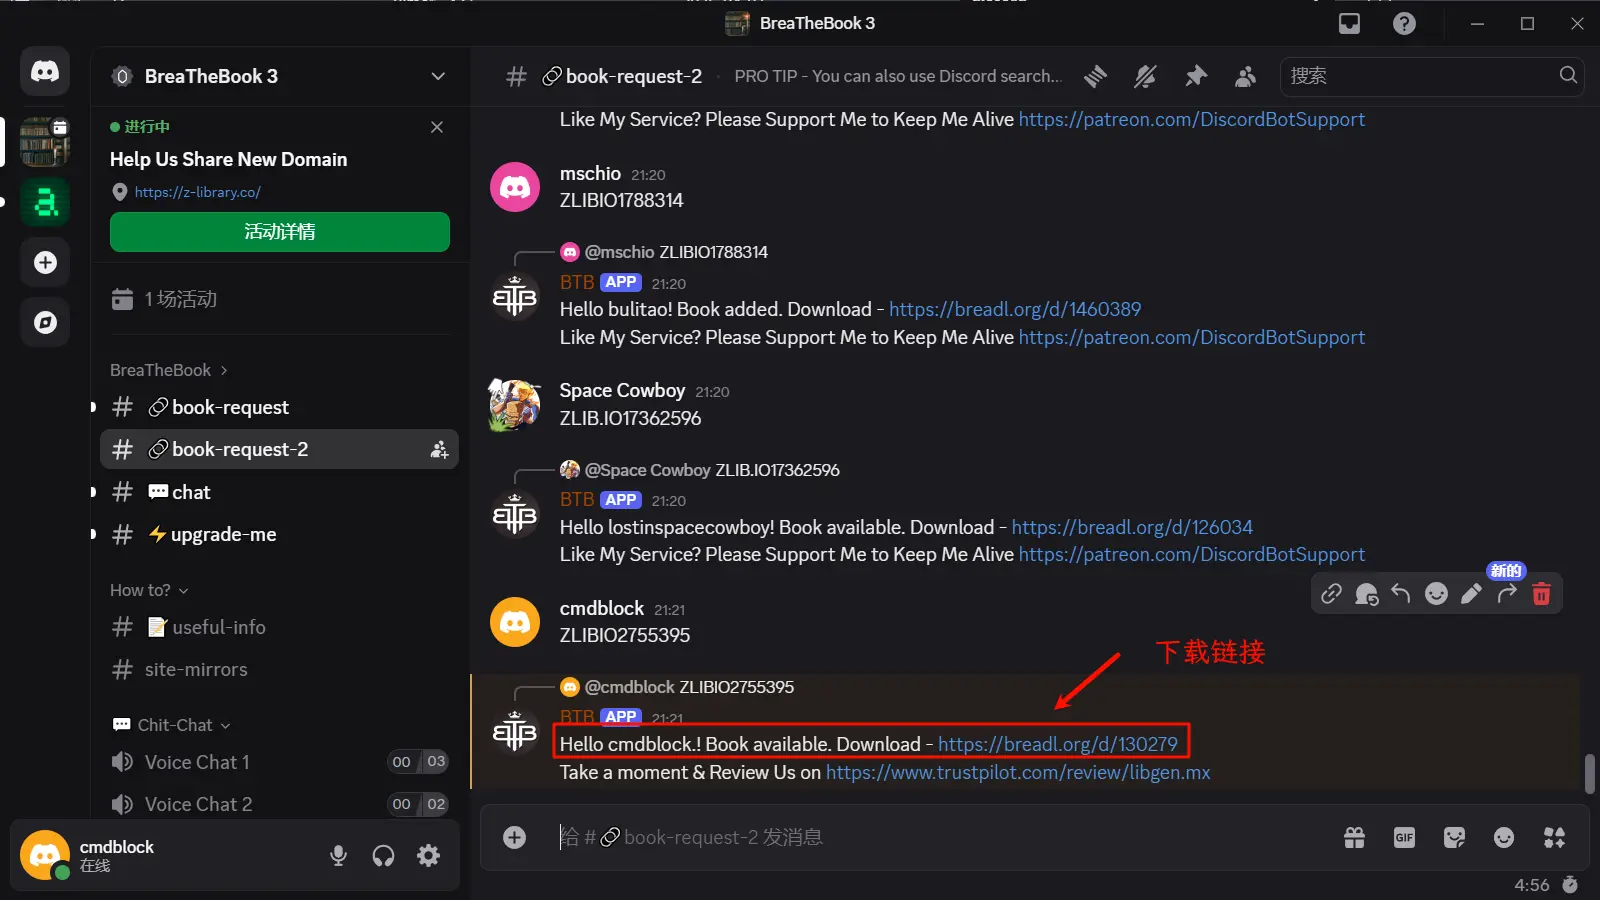 BreaTheBook 3
BreaTheBook 3
进行中
Help Us Share New Domain
https://z-library.co/
活动详情
1 场活动
BreaTheBook
book-request
book-request-2
chat
upgrade-me
How to?
useful-info
site-mirrors
Chit-Chat
Voice Chat 1
00 03
Voice Chat 2
00 02
cmdblock
在线
book-request-2
PRO TIP - You can also use Discord search...
搜索
Like My Service? Please Support Me to Keep Me Alive https://patreon.com/DiscordBotSupport
mschio 21:20
ZLIBIO1788314
@mschio ZLIBIO1788314
BTB APP 21:20
Hello bulitao! Book added. Download - https://breadl.org/d/1460389
Like My Service? Please Support Me to Keep Me Alive https://patreon.com/DiscordBotSupport
Space Cowboy 21:20
ZLIB.IO17362596
@Space Cowboy ZLIB.IO17362596
BTB APP 21:20
Hello lostinspacecowboy! Book available. Download - https://breadl.org/d/126034
Like My Service? Please Support Me to Keep Me Alive https://patreon.com/DiscordBotSupport
新的
cmdblock 21:21
ZLIBIO2755395
下载链接
@cmdblock ZLIBIO2755395
BTB APP 21:21
Hello cmdblock.! Book available. Download - https://breadl.org/d/130279
Take a moment & Review Us on https://www.trustpilot.com/review/libgen.mx
给 # book-request-2 发消息
GIF
4:56